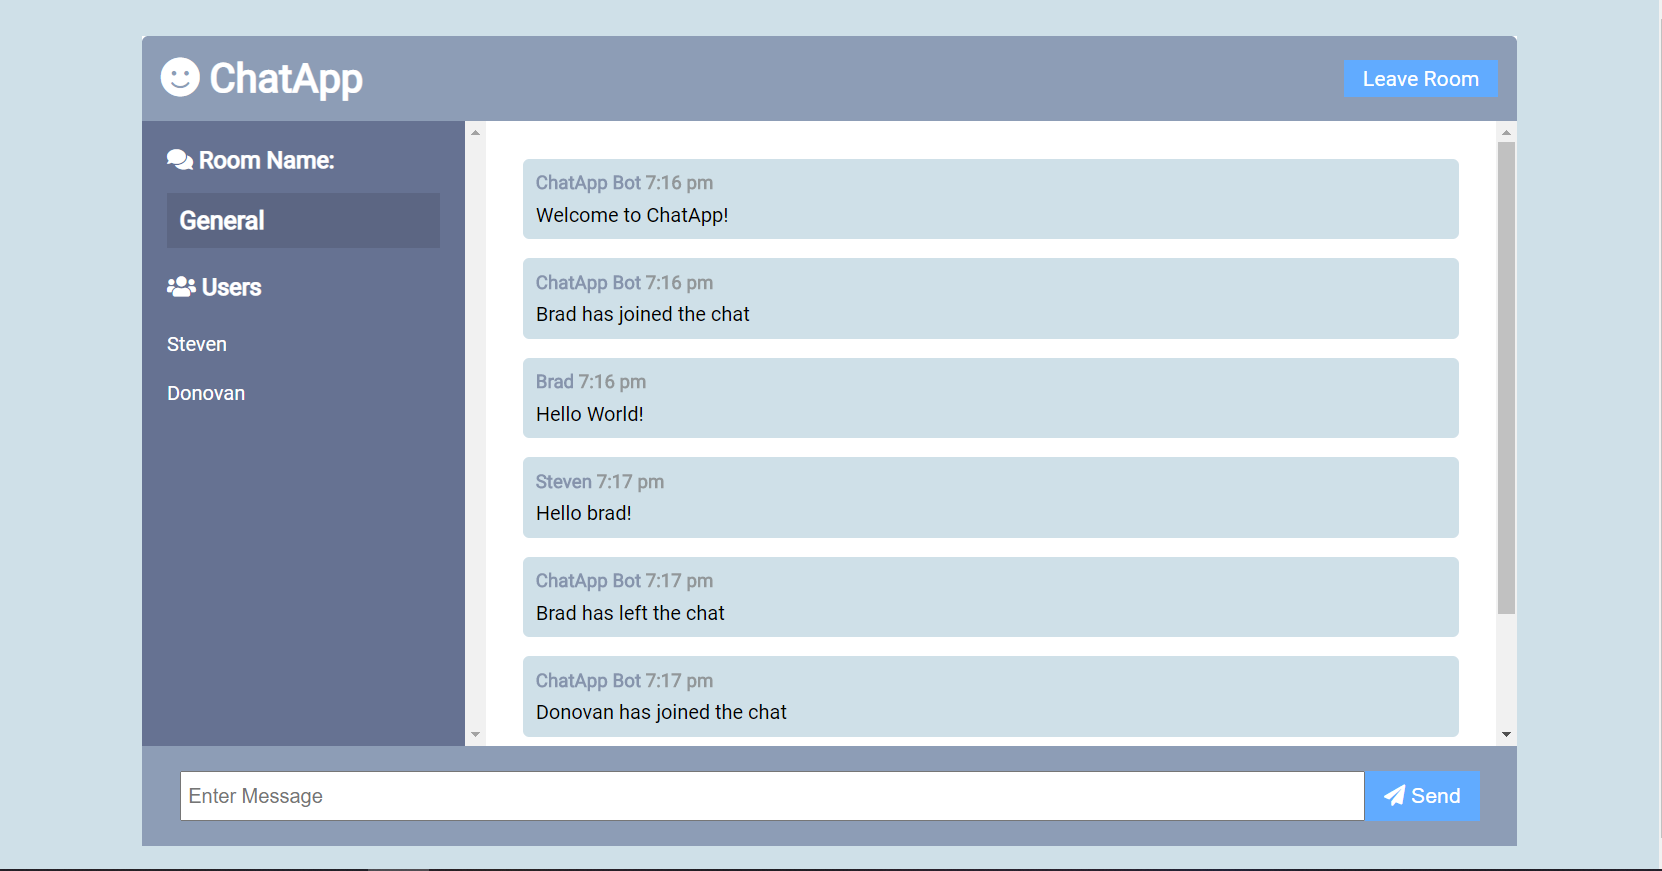 ChatApp
Leave Room
Room Name:
General
Users
Steven
Donovan
ChatApp Bot 7:16 pm
Welcome to ChatApp!
ChatApp Bot 7:16 pm
Brad has joined the chat
Brad 7:16 pm
Hello World!
Steven 7:17 pm
Hello brad!
ChatApp Bot 7:17 pm
Brad has left the chat
ChatApp Bot 7:17 pm
Donovan has joined the chat
Enter Message
Send